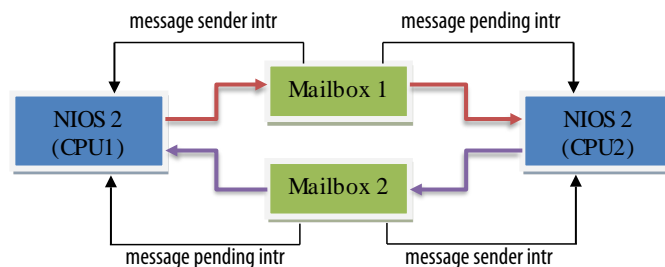 message sender intr
message pending intr
Mailbox 1
NIOS 2
(CPU1)
NIOS 2
(CPU2)
Mailbox 2
message pending intr
message sender intr